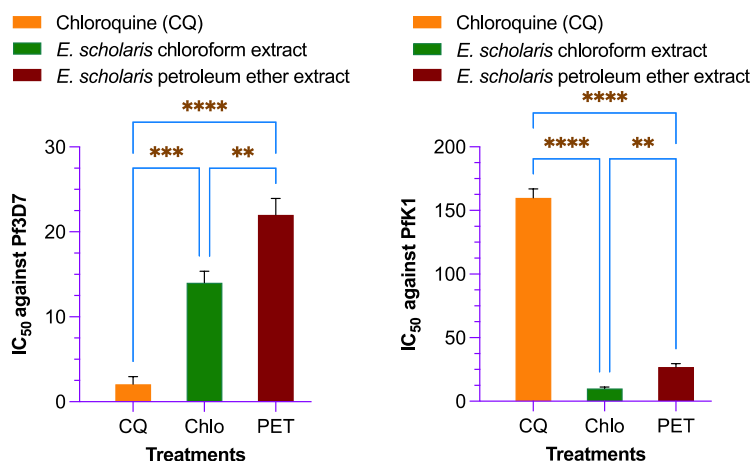 Chloroquine (CQ)
E. scholaris chloroform extract
E. scholaris petroleum ether extract
****
***
**
30
20
10
0
IC50 against Pf3D7
CQ
Chlo
PET
Treatments
Chloroquine (CQ)
E. scholaris chloroform extract
E. scholaris petroleum ether extract
****
****
**
200
150
100
50
0
IC50 against PfK1
CQ
Chlo
PET
Treatments